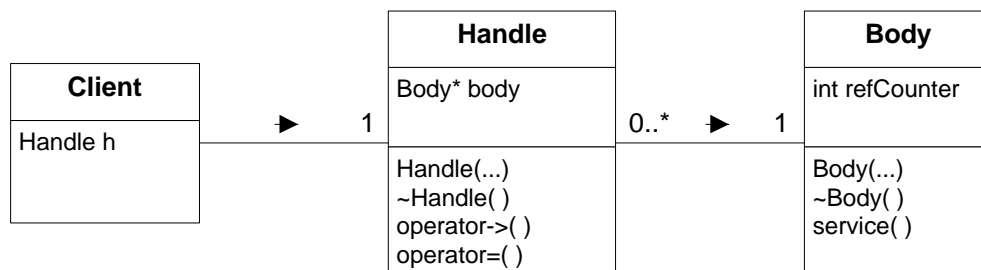 Client
Handle h
1
Handle
Body* body
Handle(...)
~Handle( )
operator->( )
operator=( )
0..*
1
Body
int refCounter
Body(...)
~Body( )
service( )